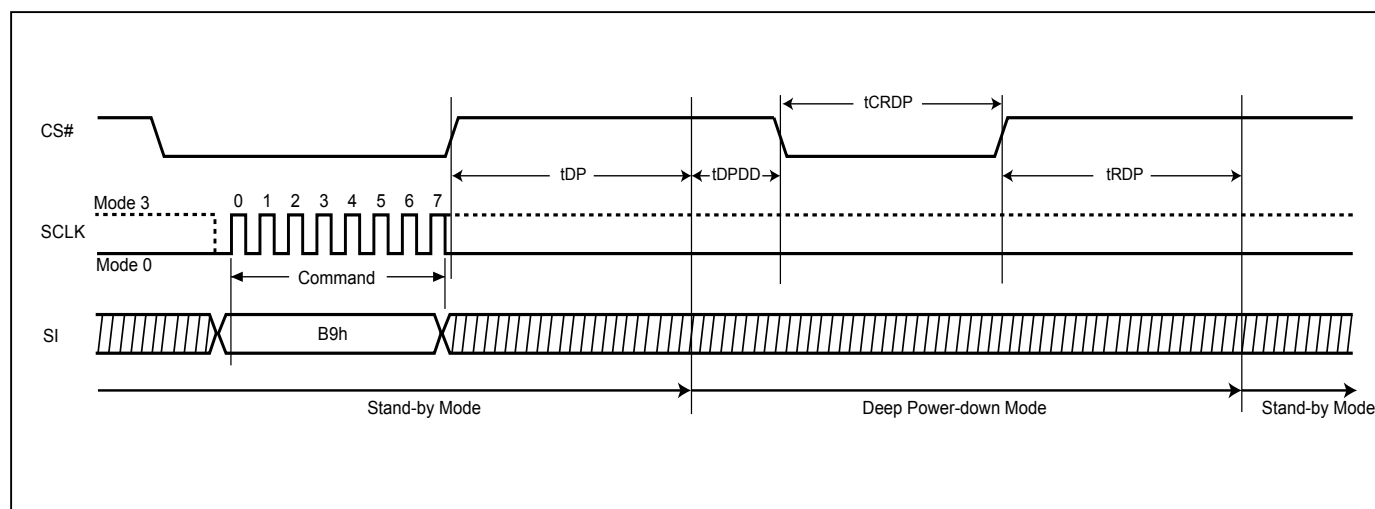 tCRDP
CS#
tDP
tDPDD
tRDP
Mode 3
0 1 2 3 4 5 6 7
SCLK
Mode 0
Command
SI
B9h
Stand-by Mode
Deep Power-down Mode
Stand-by Mode